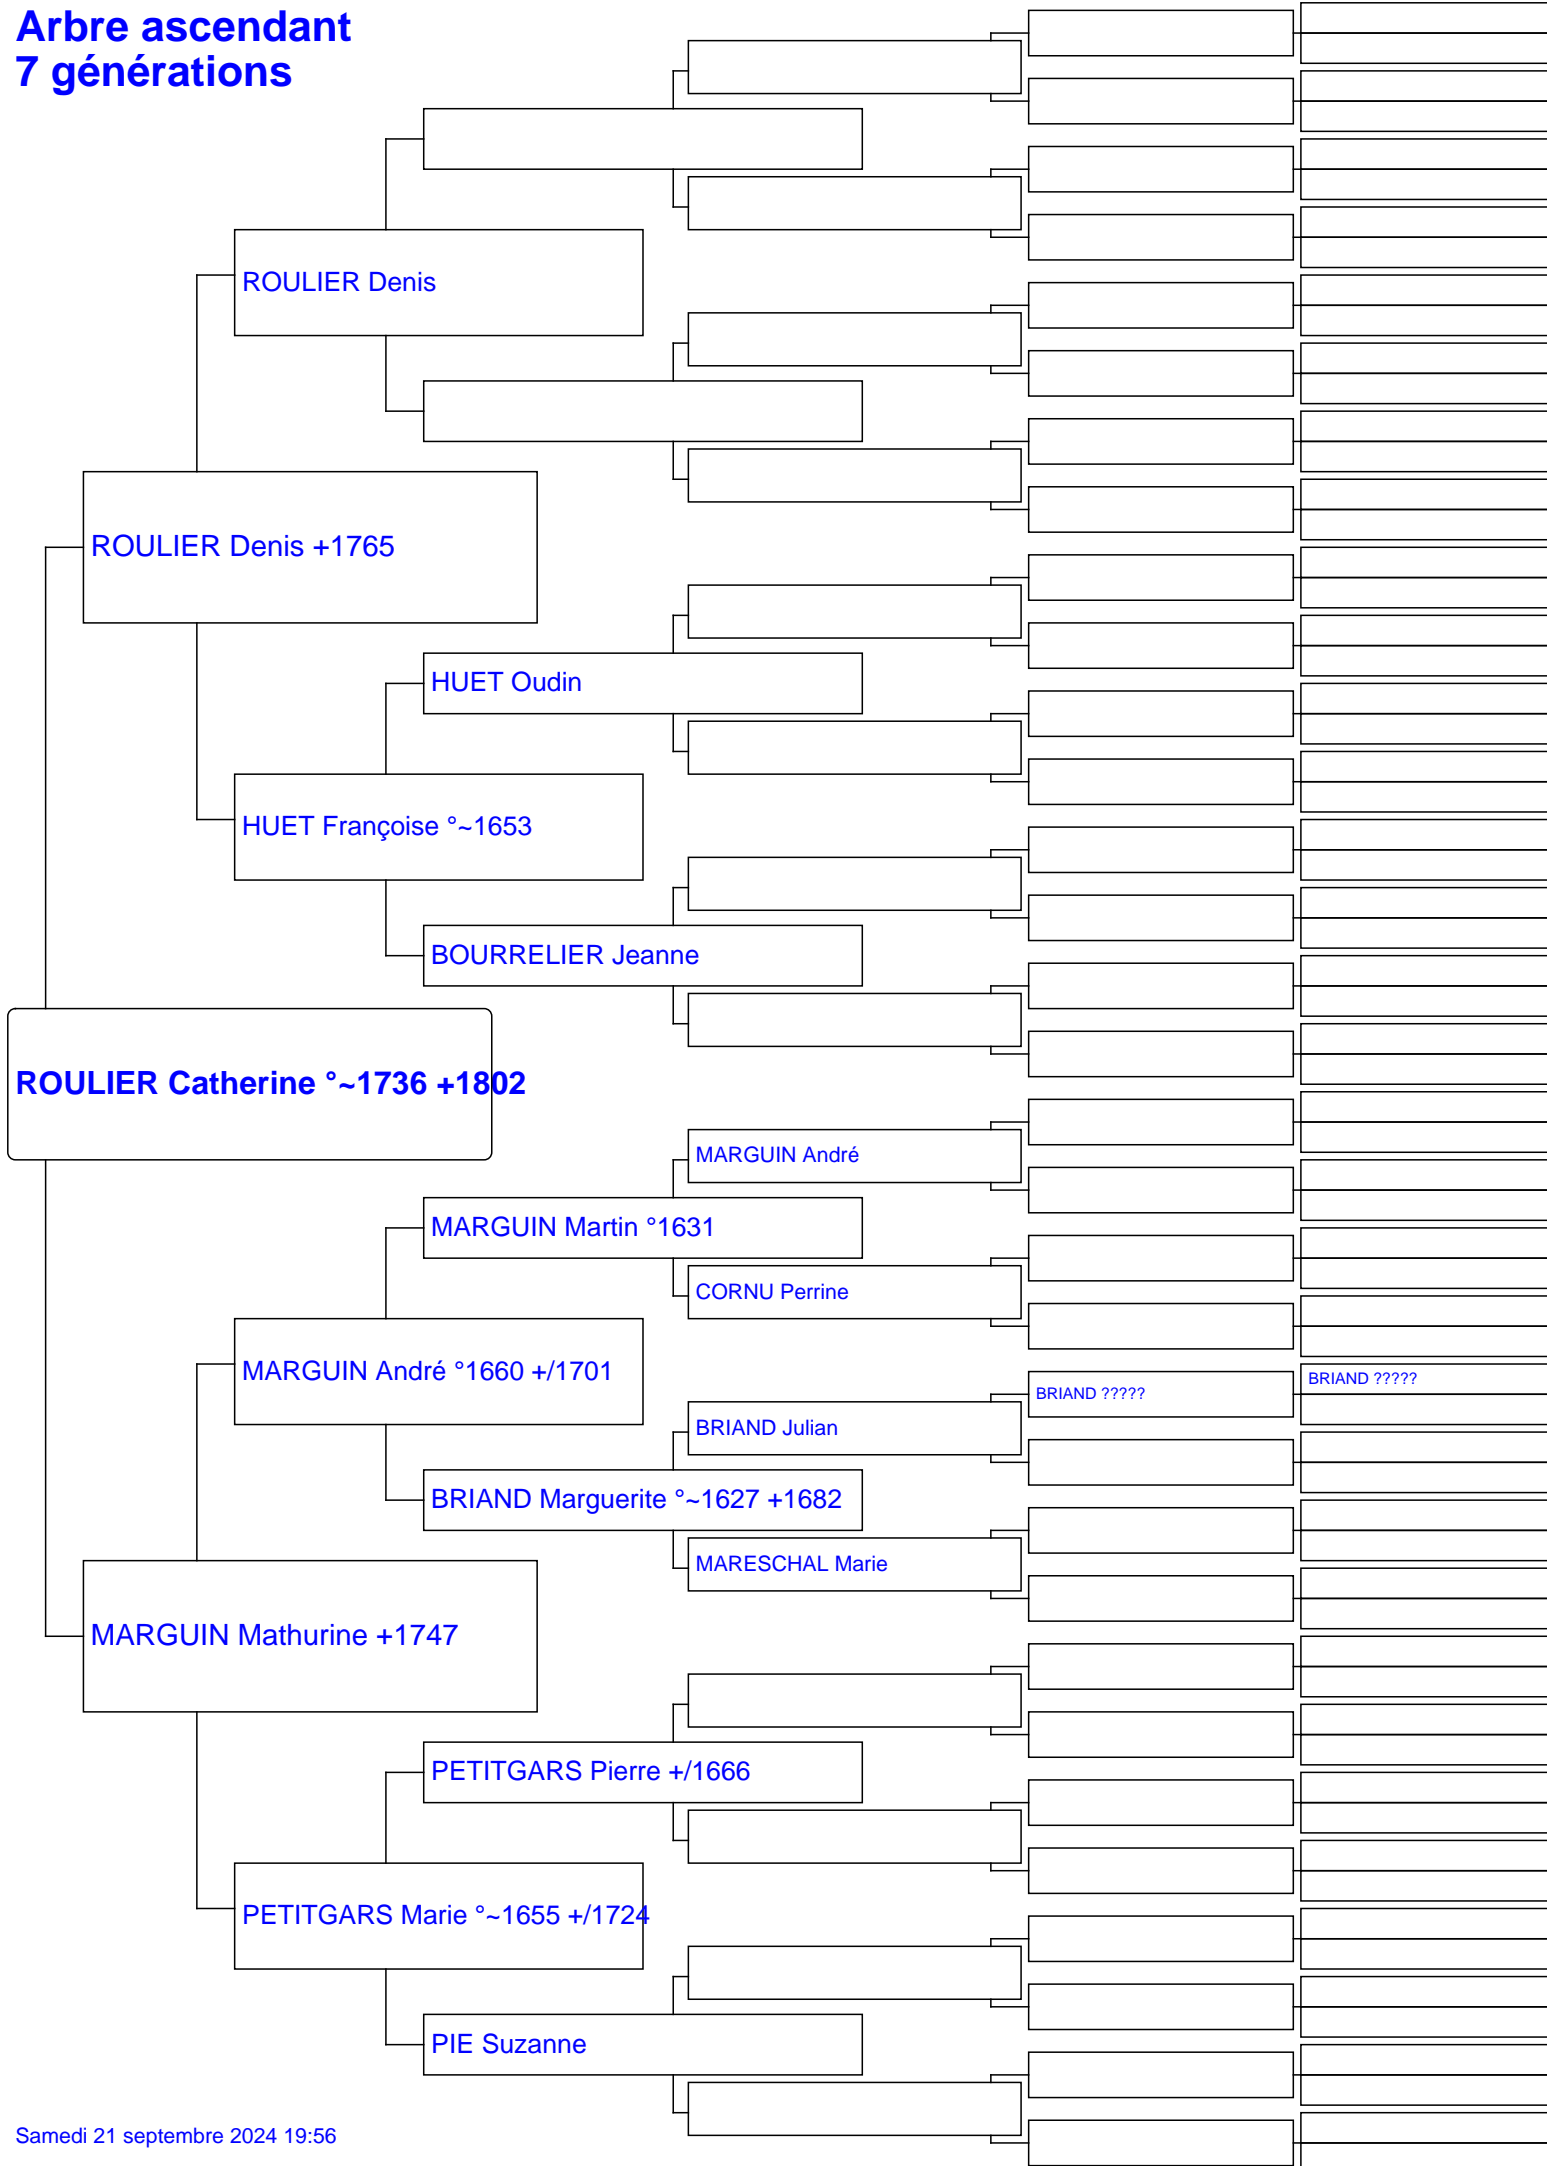 Arbre ascendant
7 générations
ROULIER Denis
ROULIER Denis +1765
HUET Oudin
HUET Françoise °~1653
BOURRELIER Jeanne
ROULIER Catherine °~1736 +1802
MARGUIN André
MARGUIN Martin °1631
CORNU Perrine
MARGUIN André °1660 +/1701
BRIAND ?????
BRIAND ?????
BRIAND Julian
BRIAND Marguerite °~1627 +1682
MARESCHAL Marie
MARGUIN Mathurine +1747
PETITGARS Pierre +/1666
PETITGARS Marie °~1655 +/1724
PIE Suzanne
Samedi 21 septembre 2024 19:56